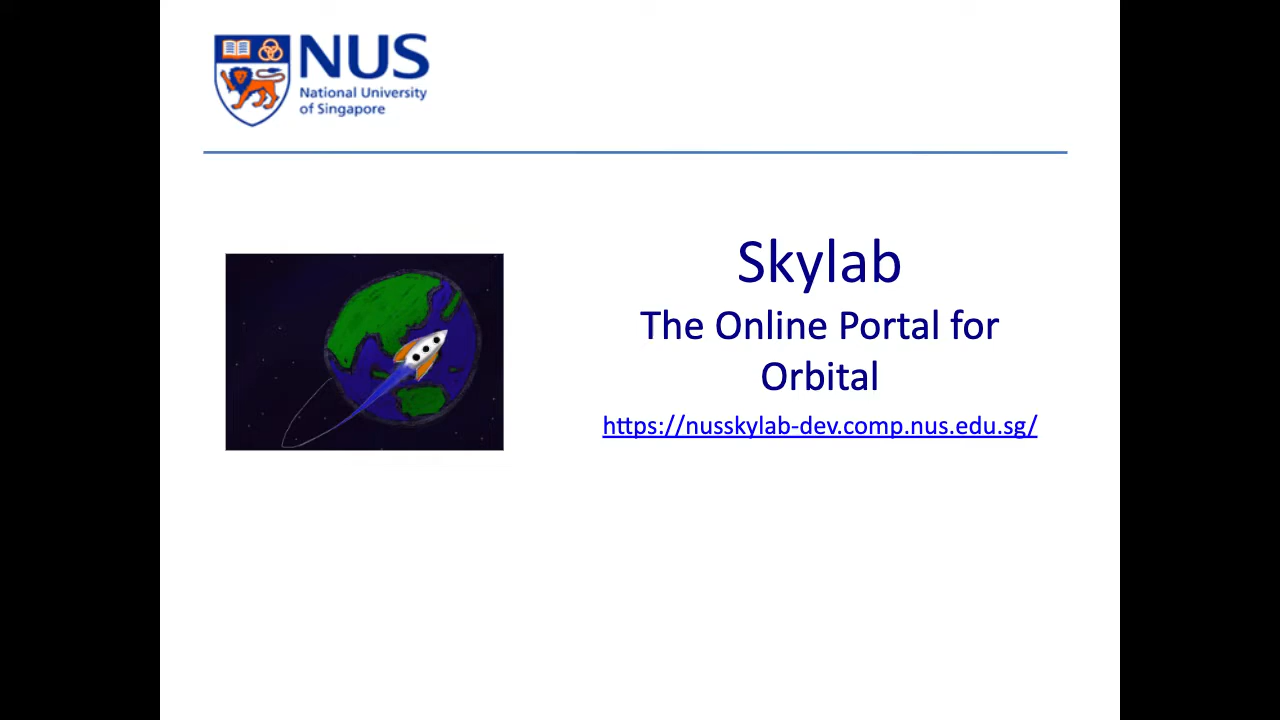 NUS
National University
of Singapore
Skylab
The Online Portal for
Orbital
https://nusskylab-dev.comp.nus.edu.sg/